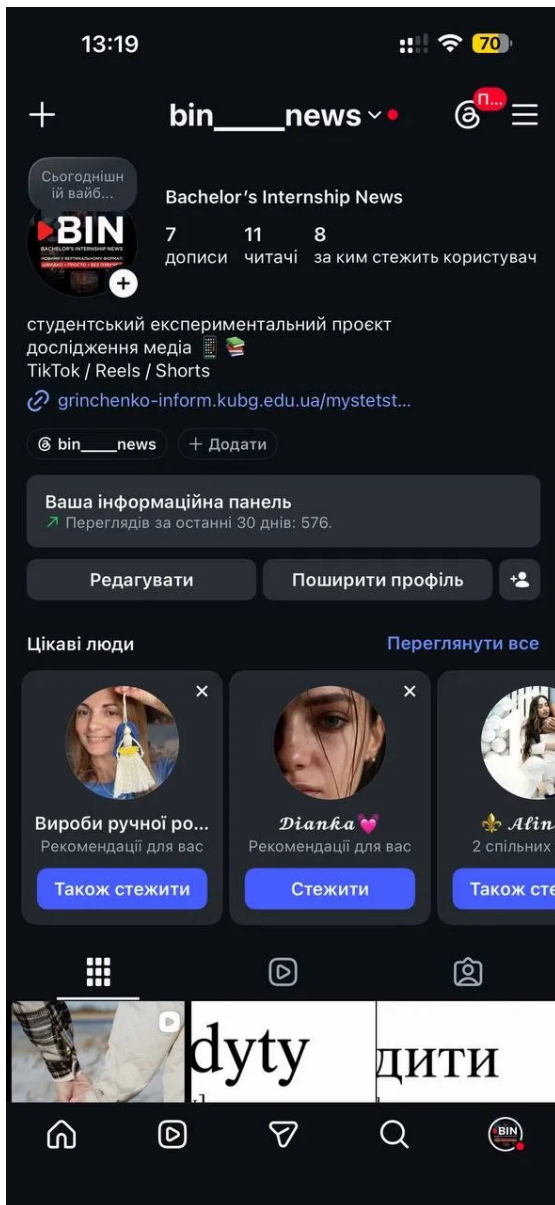 13:19
70
bin____news
П...
Сьогоднішн
ій вайб...
BIN
BACHELOR'S INTERNSHIP NEWS
НОВИНИ У ВЕРТИКАЛЬНОМУ ФОРМАТІ
Bachelor's Internship News
7 11 8
дописи читачі за ким стежить користувач
студентський експериментальний проєкт
дослідження медіа
TikTok / Reels / Shorts
grinchenko-inform.kubg.edu.ua/mystetst...
bin____news + Додати
Ваша інформаційна панель
Переглядів за останні 30 днів: 576.
Редагувати Поширити профіль
Цікаві люди Переглянути все
Вироби ручної ро... Dianka Alin
Рекомендації для вас Рекомендації для вас 2 спільних
Також стежити Стежити Також сте
dyty дити
BIN